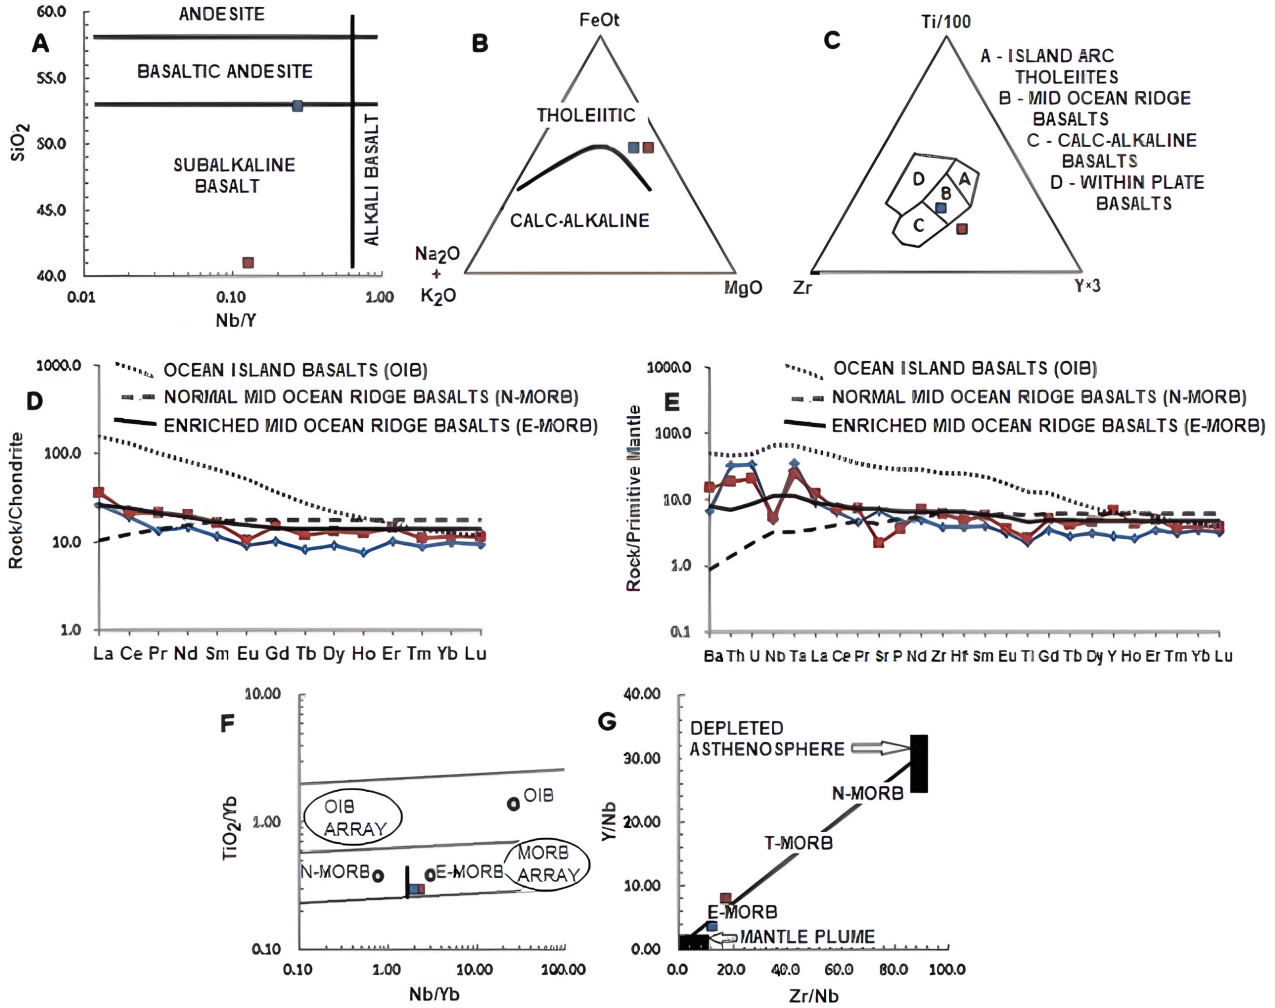 A
60.0
55.0
50.0
45.0
40.0
SiO2
ANDESITE
BASALTIC ANDESITE
SUBALKALINE
BASALT
ALKALI BASALT
0.01
0.10
1.00
Nb/Y
B
FeOt
THOLEIITIC
CALC-ALKALINE
Na2O
+
K2O
MgO
C
Ti/100
A - ISLAND ARC
THOLEIITES
B - MID OCEAN RIDGE
BASALTS
C - CALC-ALKALINE
BASALTS
D - WITHIN PLATE
BASALTS
D
A
B
C
Zr
Y×3
D
1000.0
100.0
10.0
1.0
Rock/Chondrite
OCEAN ISLAND BASALTS (OIB)
NORMAL MID OCEAN RIDGE BASALTS (N-MORB)
ENRICHED MID OCEAN RIDGE BASALTS (E-MORB)
La Ce Pr Nd Sm Eu Gd Tb Dy Ho Er Tm Yb Lu
E
1000.0
100.0
10.0
1.0
0.1
Rock/Primitive Mantle
OCEAN ISLAND BASALTS (OIB)
NORMAL MID OCEAN RIDGE BASALTS (N-MORB)
ENRICHED MID OCEAN RIDGE BASALTS (E-MORB)
Ba Th U Nb Ta La Ce Pr Sr P Nd Zr Hf Sm Eu Ti Gd Tb Dy Y Ho Er Tm Yb Lu
F
10.00
1.00
0.10
TiO2/Yb
OIB
ARRAY
OIB
N-MORB
E-MORB
MORB
ARRAY
0.10
1.00
10.00
100.00
Nb/Yb
G
40.00
30.00
20.00
10.00
0.00
Y/Nb
DEPLETED
ASTHENOSPHERE
N-MORB
T-MORB
E-MORB
MANTLE PLUME
0.0
20.0
40.0
60.0
80.0
100.0
Zr/Nb